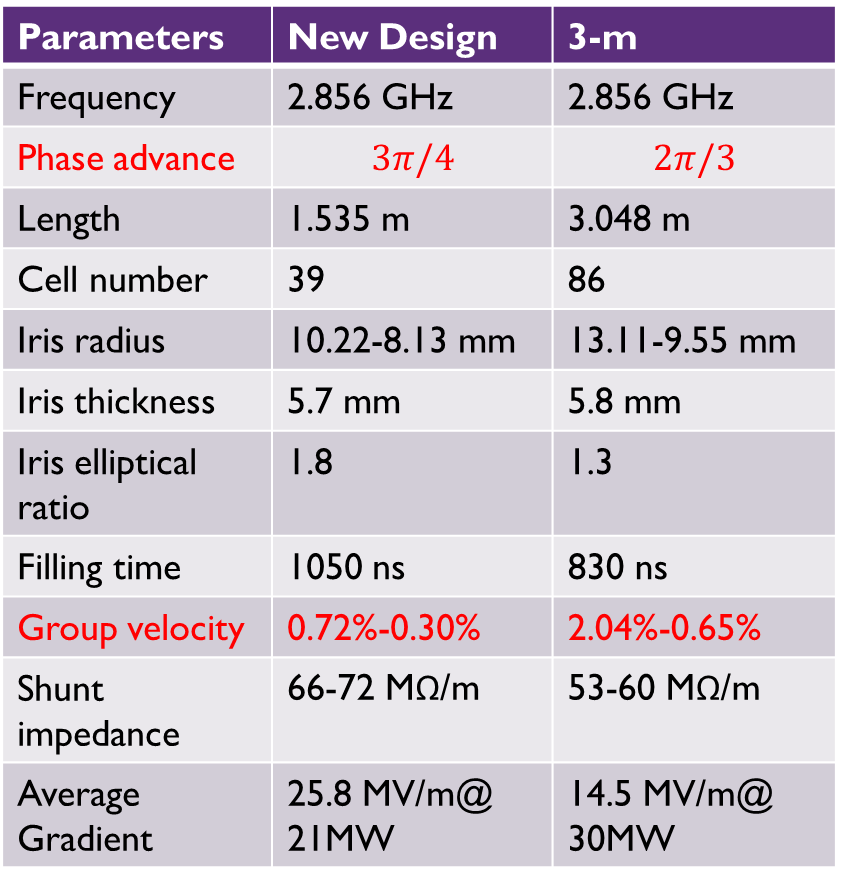 Parameters New Design 3-m
Frequency 2.856 GHz 2.856 GHz
Phase advance 3𝜋/4 2𝜋/3
Length 1.535 m 3.048 m
Cell number 39 86
Iris radius 10.22-8.13 mm 13.11-9.55 mm
Iris thickness 5.7 mm 5.8 mm
Iris elliptical 1.8 1.3
ratio
Filling time 1050 ns 830 ns
Group velocity 0.72%-0.30% 2.04%-0.65%
Shunt 66-72 MΩ/m 53-60 MΩ/m
impedance
Average 25.8 MV/m@ 14.5 MV/m@
Gradient 21MW 30MW